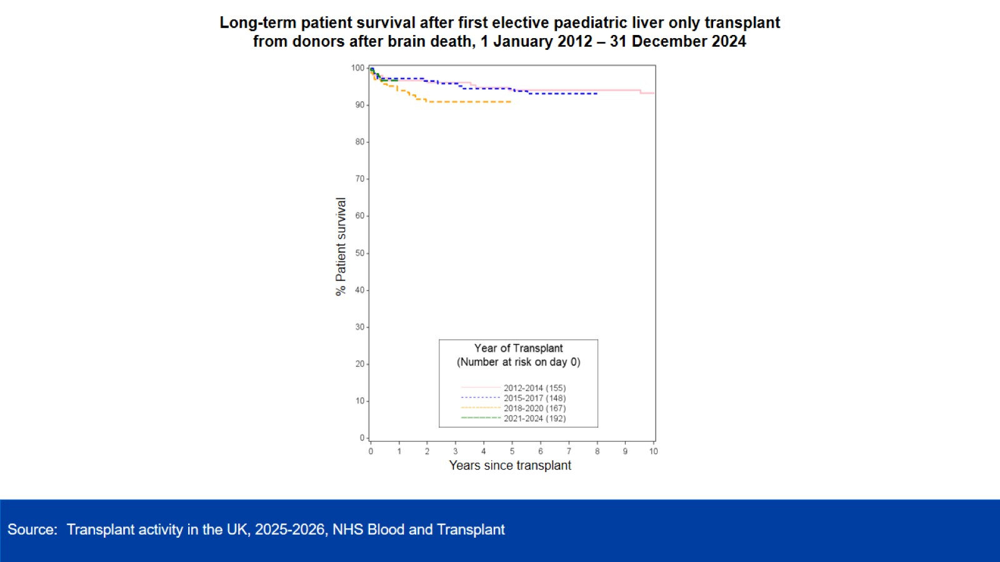 Long-term patient survival after first elective paediatric liver only transplant
from donors after brain death, 1 January 2012 – 31 December 2024
100
90
80
70
60
50
40
30
20
10
0
% Patient survival
Year of Transplant
(Number at risk on day 0)
2012-2014 (155)
2015-2017 (148)
2018-2020 (167)
2021-2024 (192)
0 1 2 3 4 5 6 7 8 9 10
Years since transplant
Source: Transplant activity in the UK, 2025-2026, NHS Blood and Transplant